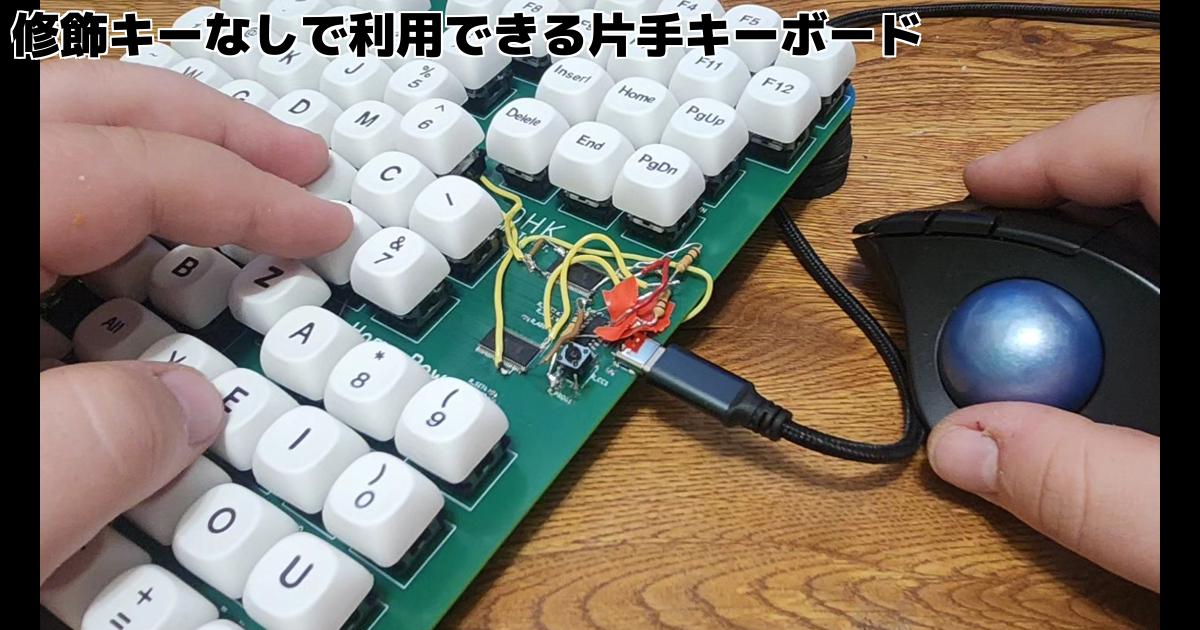 修飾キーなしで利用できる片手キーボード
F8
F4
F5
F11
F12
Insert
Home
PgUp
Delete
End
PgDn
K
J
%
5
W
G
D
M
^
6
C
\
&
7
B
Z
Alt
A
*
8
Y
E
(
9
I
)
0
O
U
+
=
OHK
Home Row